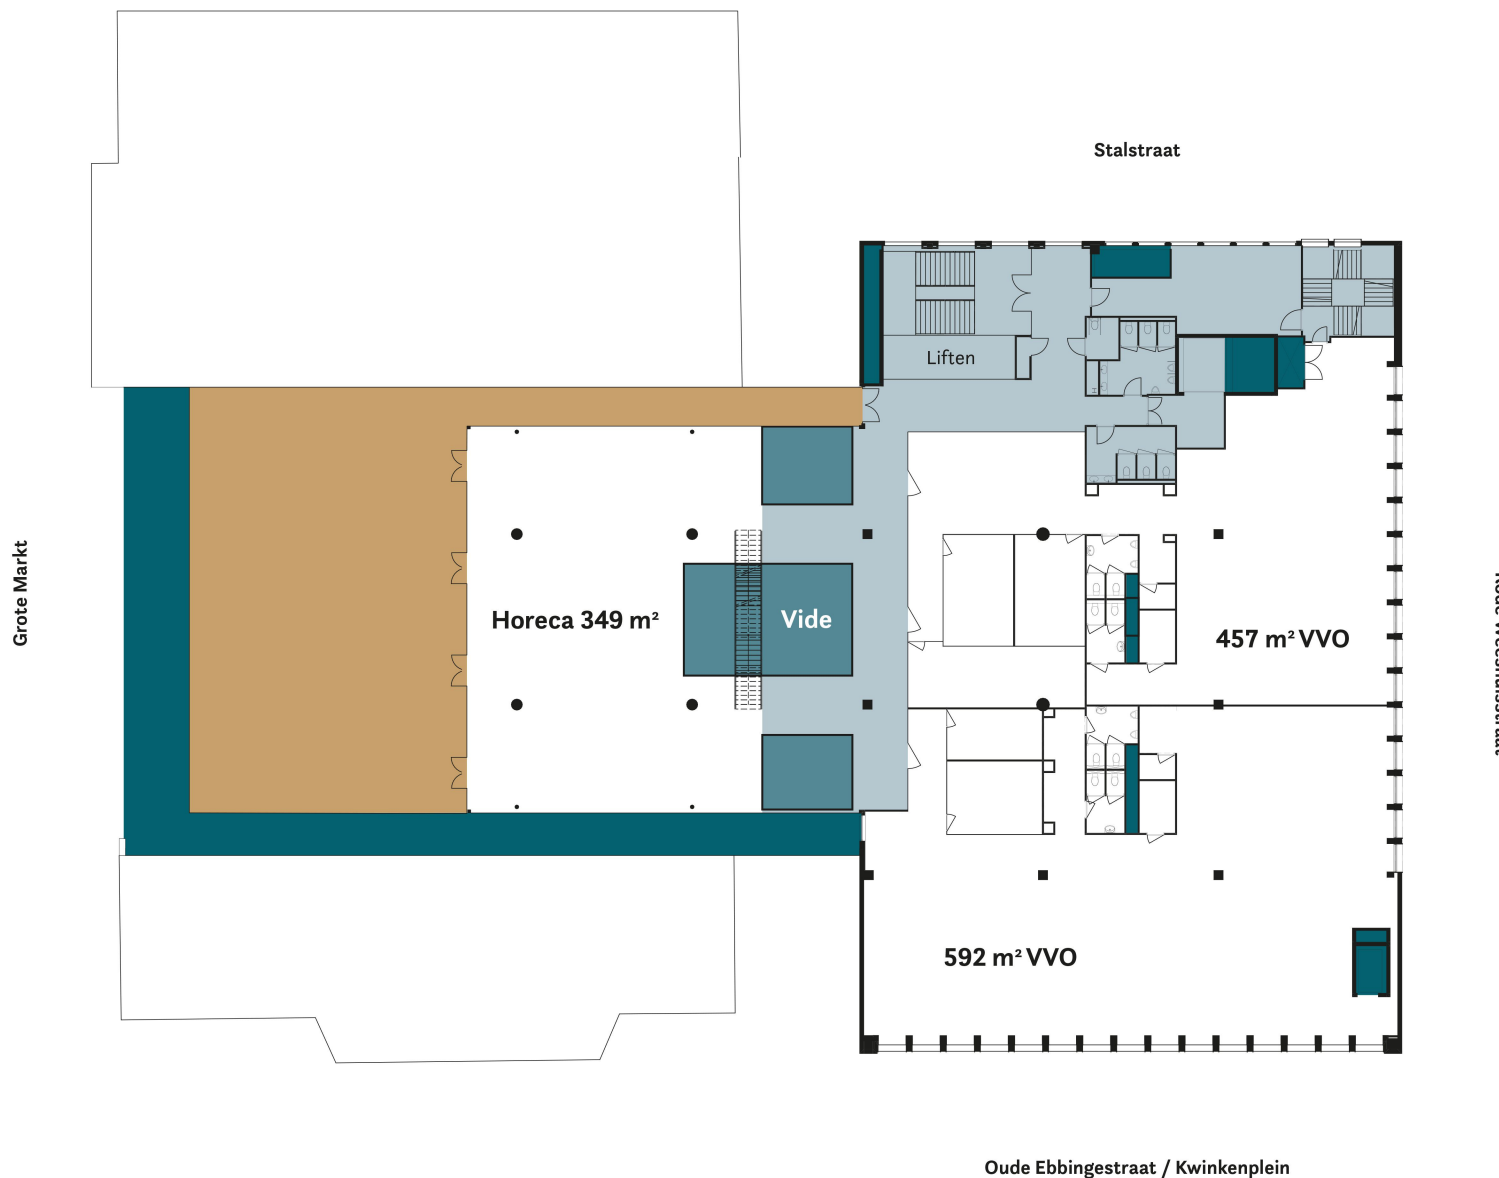 Stalstraat
Liften
Grote Markt
Horeca 349 m²
Vide
457 m² VVO
592 m² VVO
Oude Ebbingestraat / Kwinkenplein